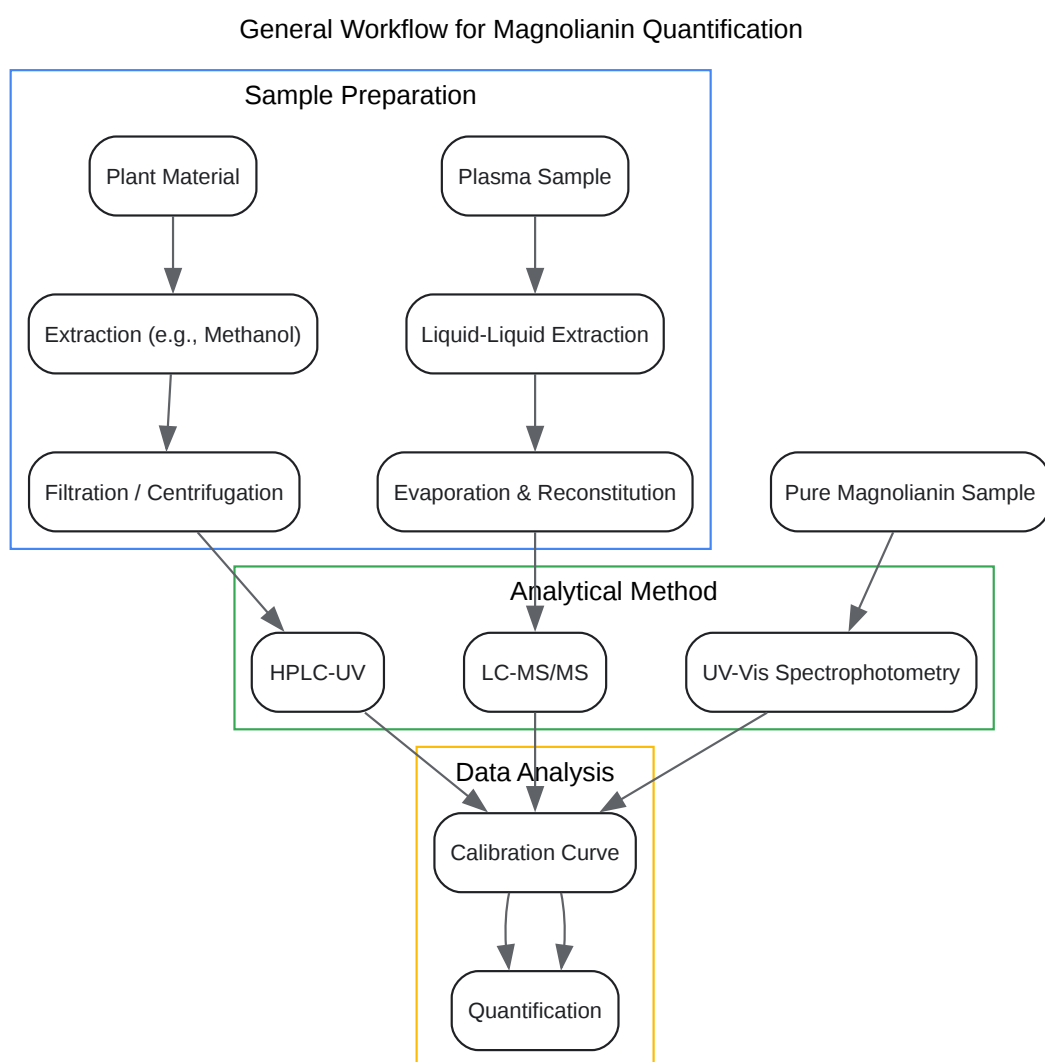 General Workflow for Magnolianin Quantification
Sample Preparation
Plant Material
Plasma Sample
Extraction (e.g., Methanol)
Liquid-Liquid Extraction
Filtration / Centrifugation
Evaporation & Reconstitution
Pure Magnolianin Sample
Analytical Method
HPLC-UV
LC-MS/MS
UV-Vis Spectrophotometry
Data Analysis
Calibration Curve
Quantification